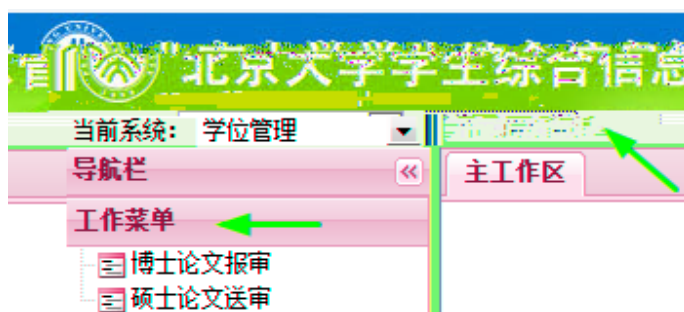 北京大学学生综合信息
当前系统： 学位管理
导航栏
主工作区
工作菜单
博士论文报审
硕士论文送审